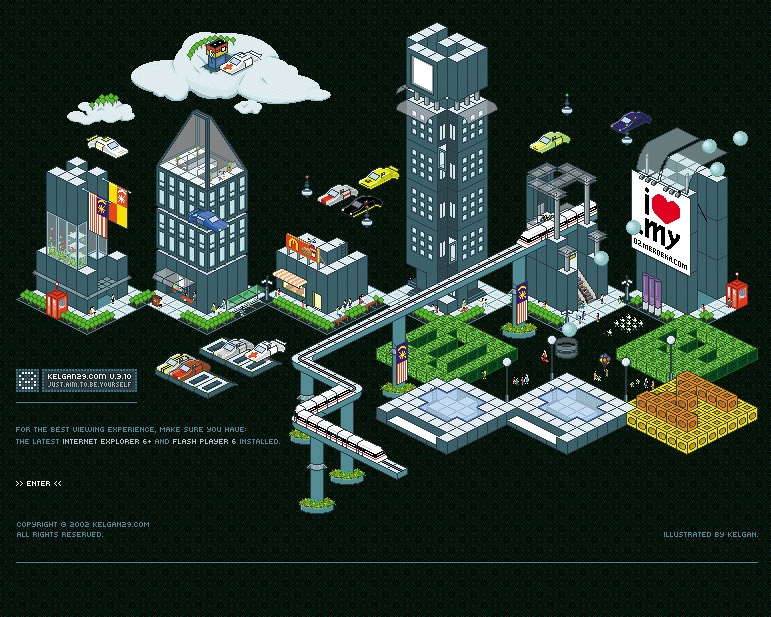 i
.my
02.MERDEKA.COM
KELGAN29.COM V.3.10
JUST.AIM.TO.BE.YOURSELF
FOR THE BEST VIEWING EXPERIENCE, MAKE SURE YOU HAVE:
THE LATEST INTERNET EXPLORER 6+ AND FLASH PLAYER 6 INSTALLED.
>> ENTER <<
COPYRIGHT © 2002 KELGAN29.COM
ALL RIGHTS RESERVED.
ILLUSTRATED BY KELGAN.